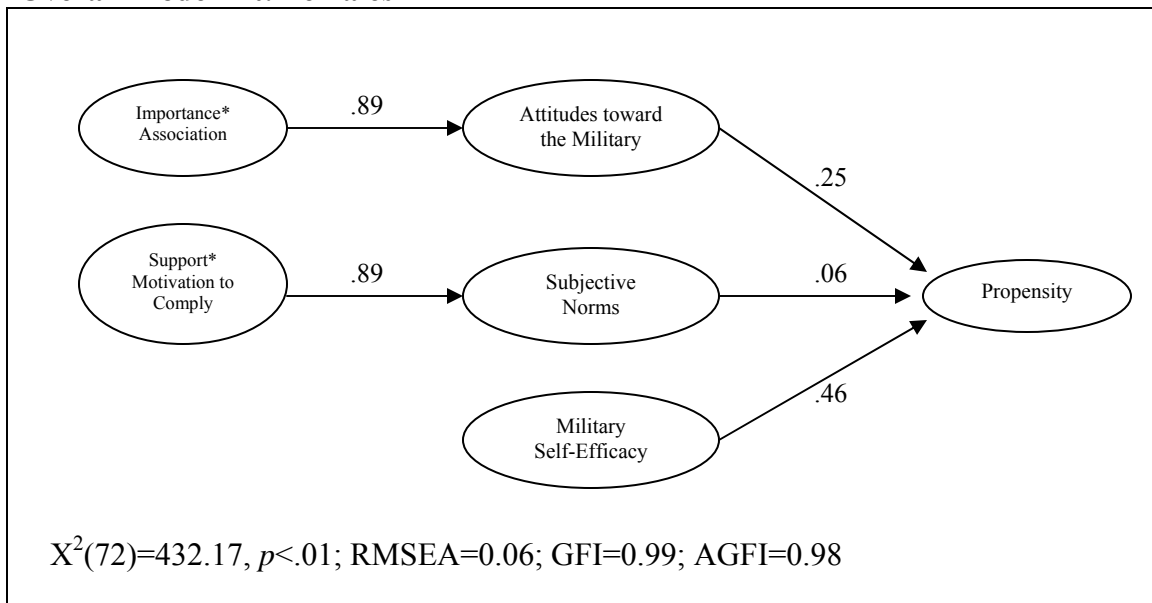 Importance*
Association
.89
Attitudes toward
the Military
.25
Support*
Motivation to
Comply
.89
Subjective
Norms
.06
Propensity
Military
Self-Efficacy
.46
X²(72)=432.17, p<.01; RMSEA=0.06; GFI=0.99; AGFI=0.98